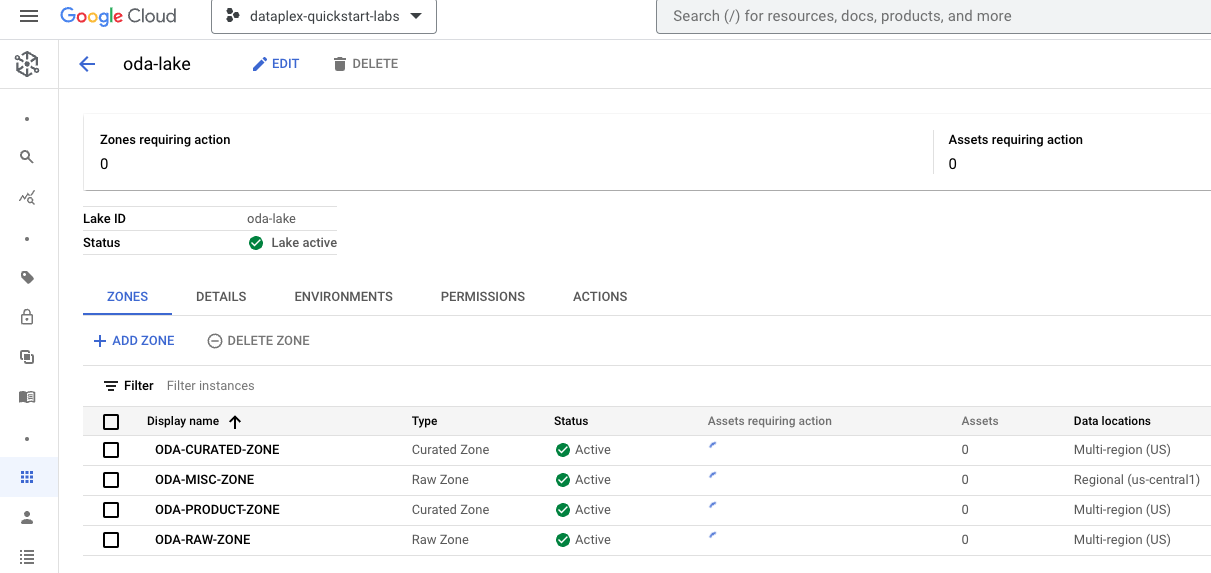 Google Cloud dataplex-quickstart-labs Search (/) for resources, docs, products, and more
oda-lake EDIT DELETE
Zones requiring action Assets requiring action
0 0
Lake ID oda-lake
Status Lake active
ZONES DETAILS ENVIRONMENTS PERMISSIONS ACTIONS
ADD ZONE DELETE ZONE
Filter Filter instances
Display name Type Status Assets requiring action Assets Data locations
ODA-CURATED-ZONE Curated Zone Active 0 Multi-region (US)
ODA-MISC-ZONE Raw Zone Active 0 Regional (us-central1)
ODA-PRODUCT-ZONE Curated Zone Active 0 Multi-region (US)
ODA-RAW-ZONE Raw Zone Active 0 Multi-region (US)